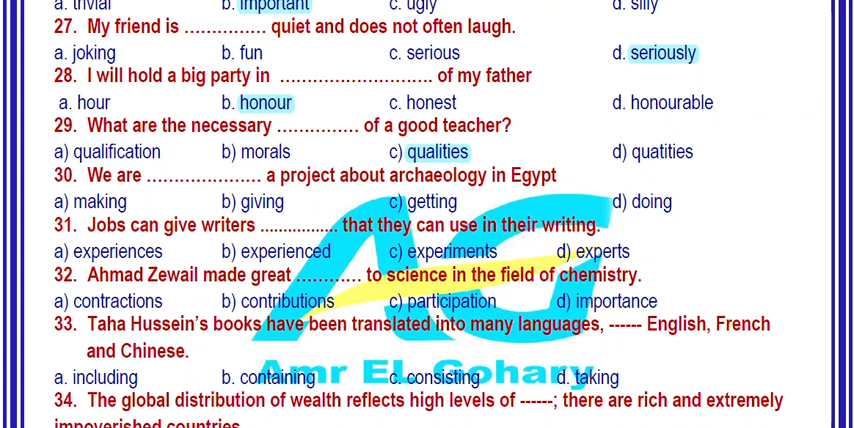 a. trivial b. important c. ugly d. silly
27. My friend is …………… quiet and does not often laugh.
a. joking b. fun c. serious d. seriously
28. I will hold a big party in ……………………… of my father
a. hour b. honour c. honest d. honourable
29. What are the necessary …………… of a good teacher?
a) qualification b) morals c) qualities d) quatities
30. We are ………………… a project about archaeology in Egypt
a) making b) giving c) getting d) doing
31. Jobs can give writers ................. that they can use in their writing.
a) experiences b) experienced c) experiments d) experts
32. Ahmad Zewail made great ………… to science in the field of chemistry.
a) contractions b) contributions c) participation d) importance
33. Taha Hussein’s books have been translated into many languages, ------ English, French
and Chinese.
AG
Amr EL Gohary
a. including b. containing c. consisting d. taking
34. The global distribution of wealth reflects high levels of ------; there are rich and extremely
impoverished countries